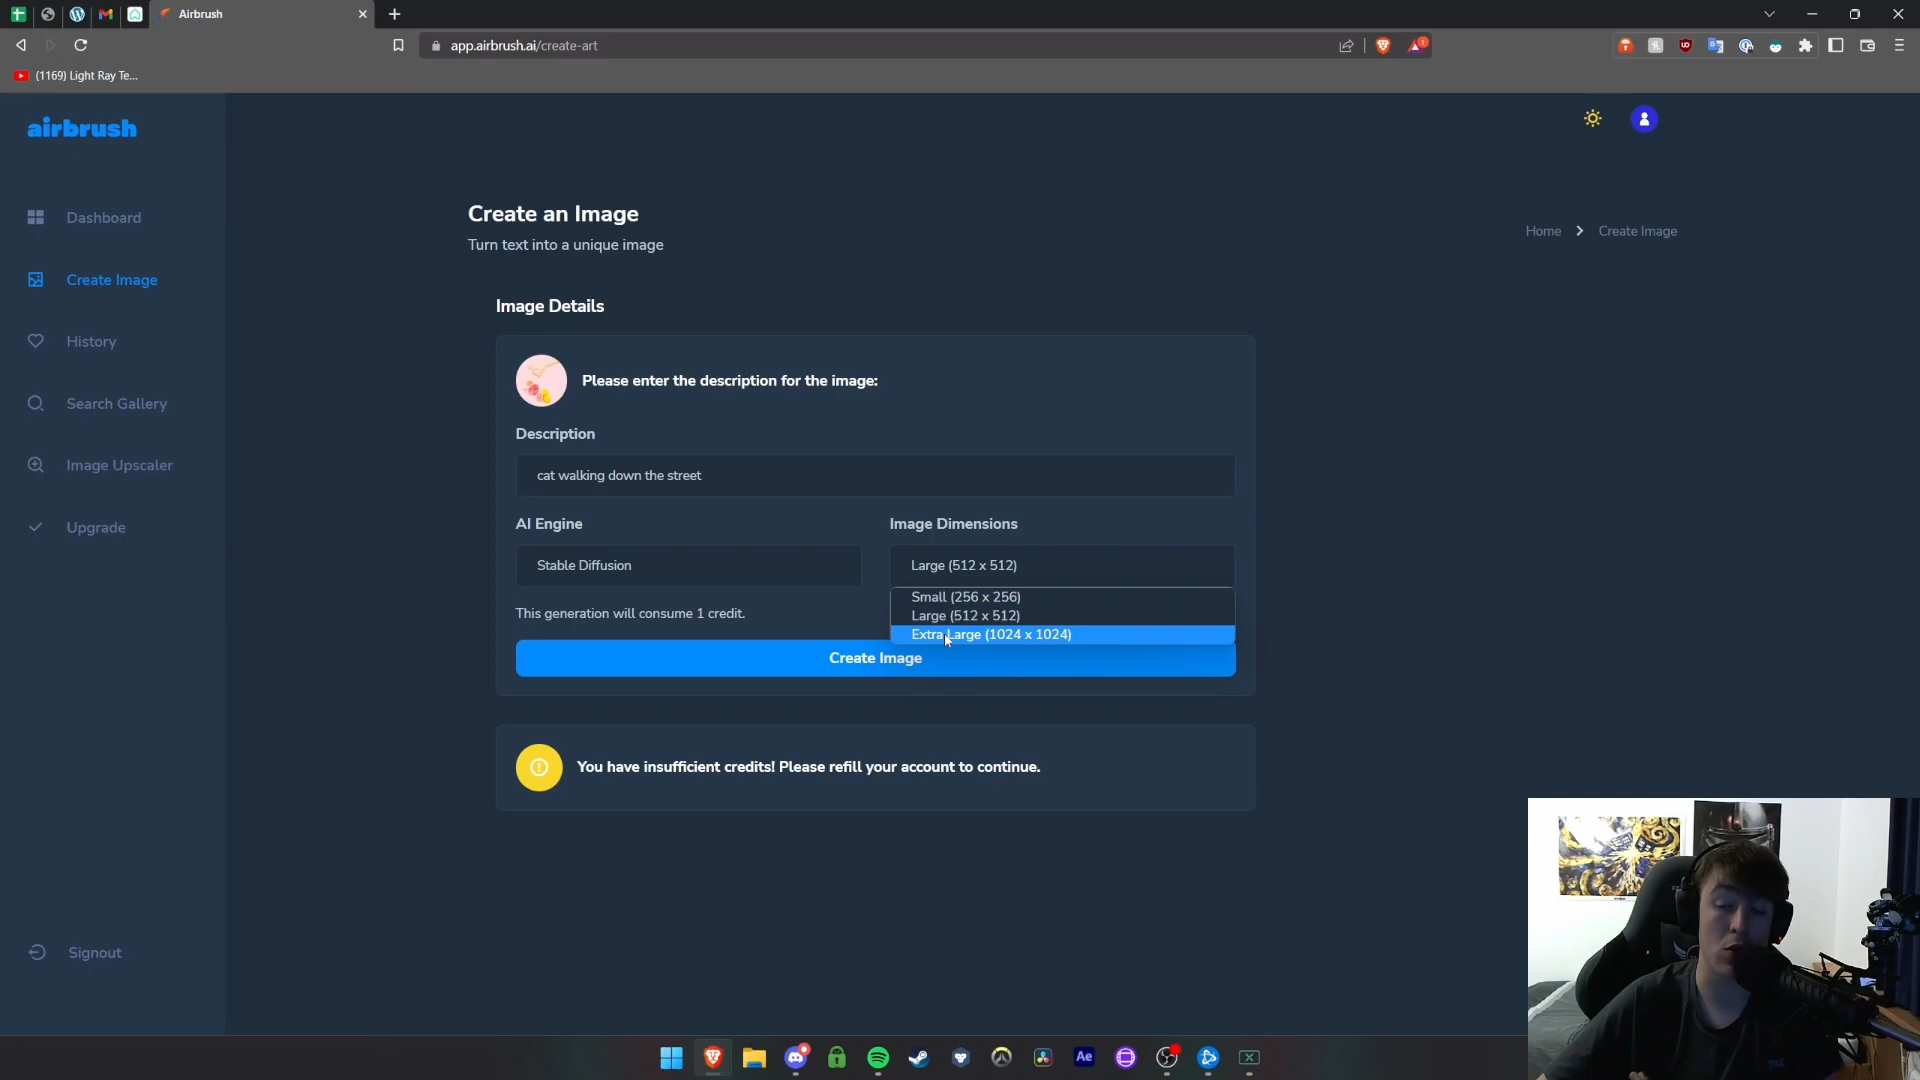 Airbrush
app.airbrush.ai/create-art
1
(1169) Light Ray Te...
airbrush
Dashboard
Create Image
History
Search Gallery
Image Upscaler
Upgrade
Signout
Create an Image
Turn text into a unique image
Home > Create Image
Image Details
Please enter the description for the image:
Description
cat walking down the street
AI Engine
Image Dimensions
Stable Diffusion
Large (512 x 512)
Small (256 x 256)
Large (512 x 512)
Extra Large (1024 x 1024)
This generation will consume 1 credit.
Create Image
You have insufficient credits! Please refill your account to continue.
Ae